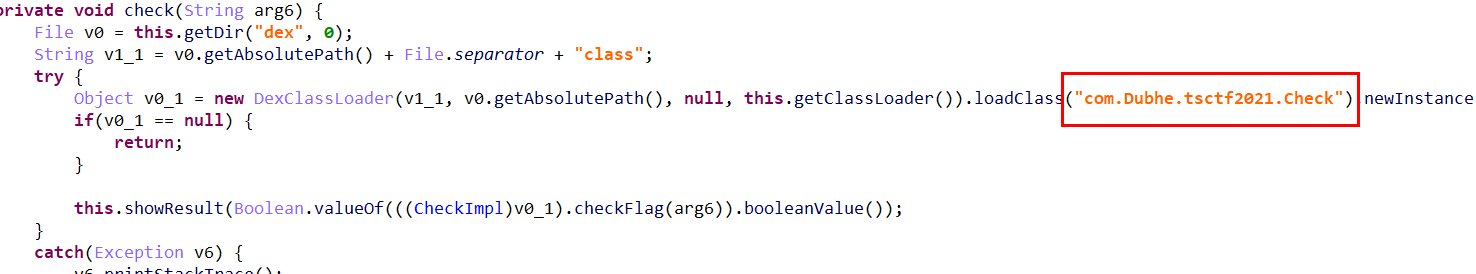 private void check(String arg6) {
    File v0 = this.getDir("dex", 0);
    String v1_1 = v0.getAbsolutePath() + File.separator + "class";
    try {
        Object v0_1 = new DexClassLoader(v1_1, v0.getAbsolutePath(), null, this.getClassLoader()).loadClass("com.Dubhe.tsctf2021.Check").newInstance
        if(v0_1 == null) {
            return;
        }

        this.showResult(Boolean.valueOf(((CheckImpl)v0_1).checkFlag(arg6)).booleanValue());
    }
    catch(Exception v6) {
        v6.printStackTrace();